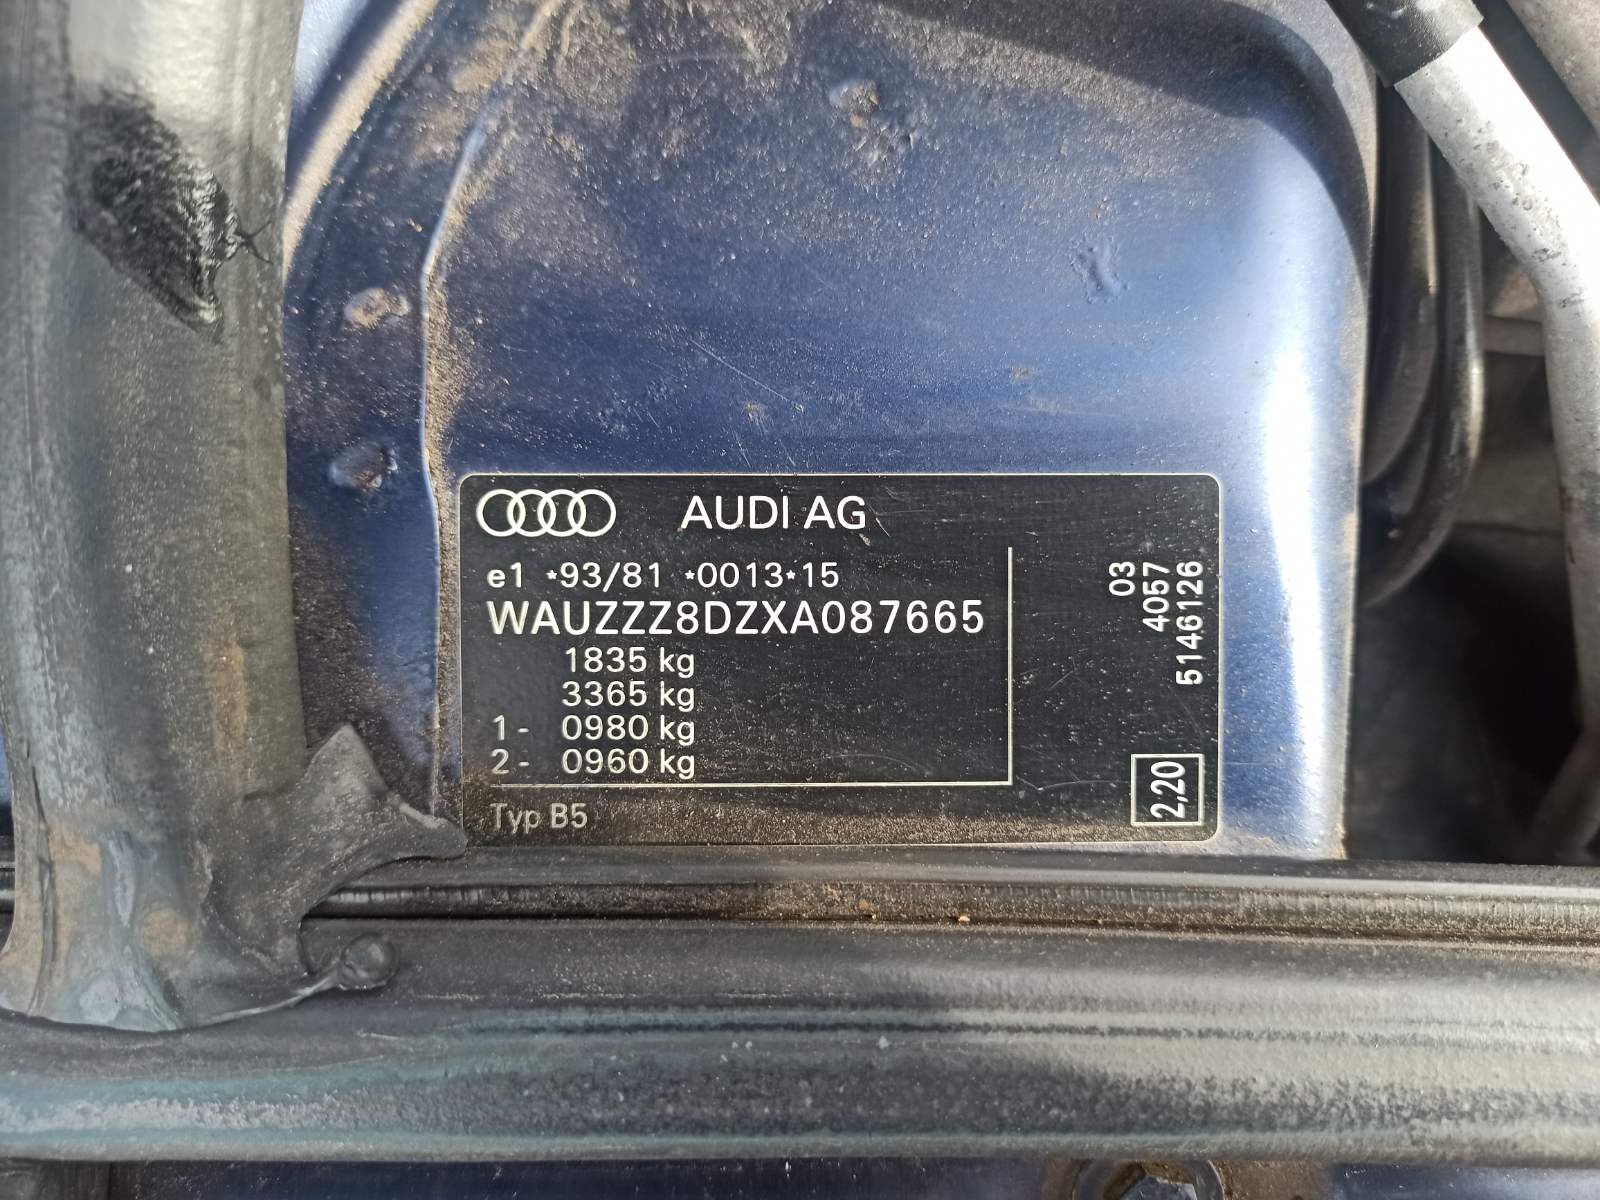 AUDI AG
e1 *93/81 *0013*15
WAUZZZ8DZXA087665
1835 kg
3365 kg
1- 0980 kg
2- 0960 kg
Typ B5
03
4057
5146126
2,20